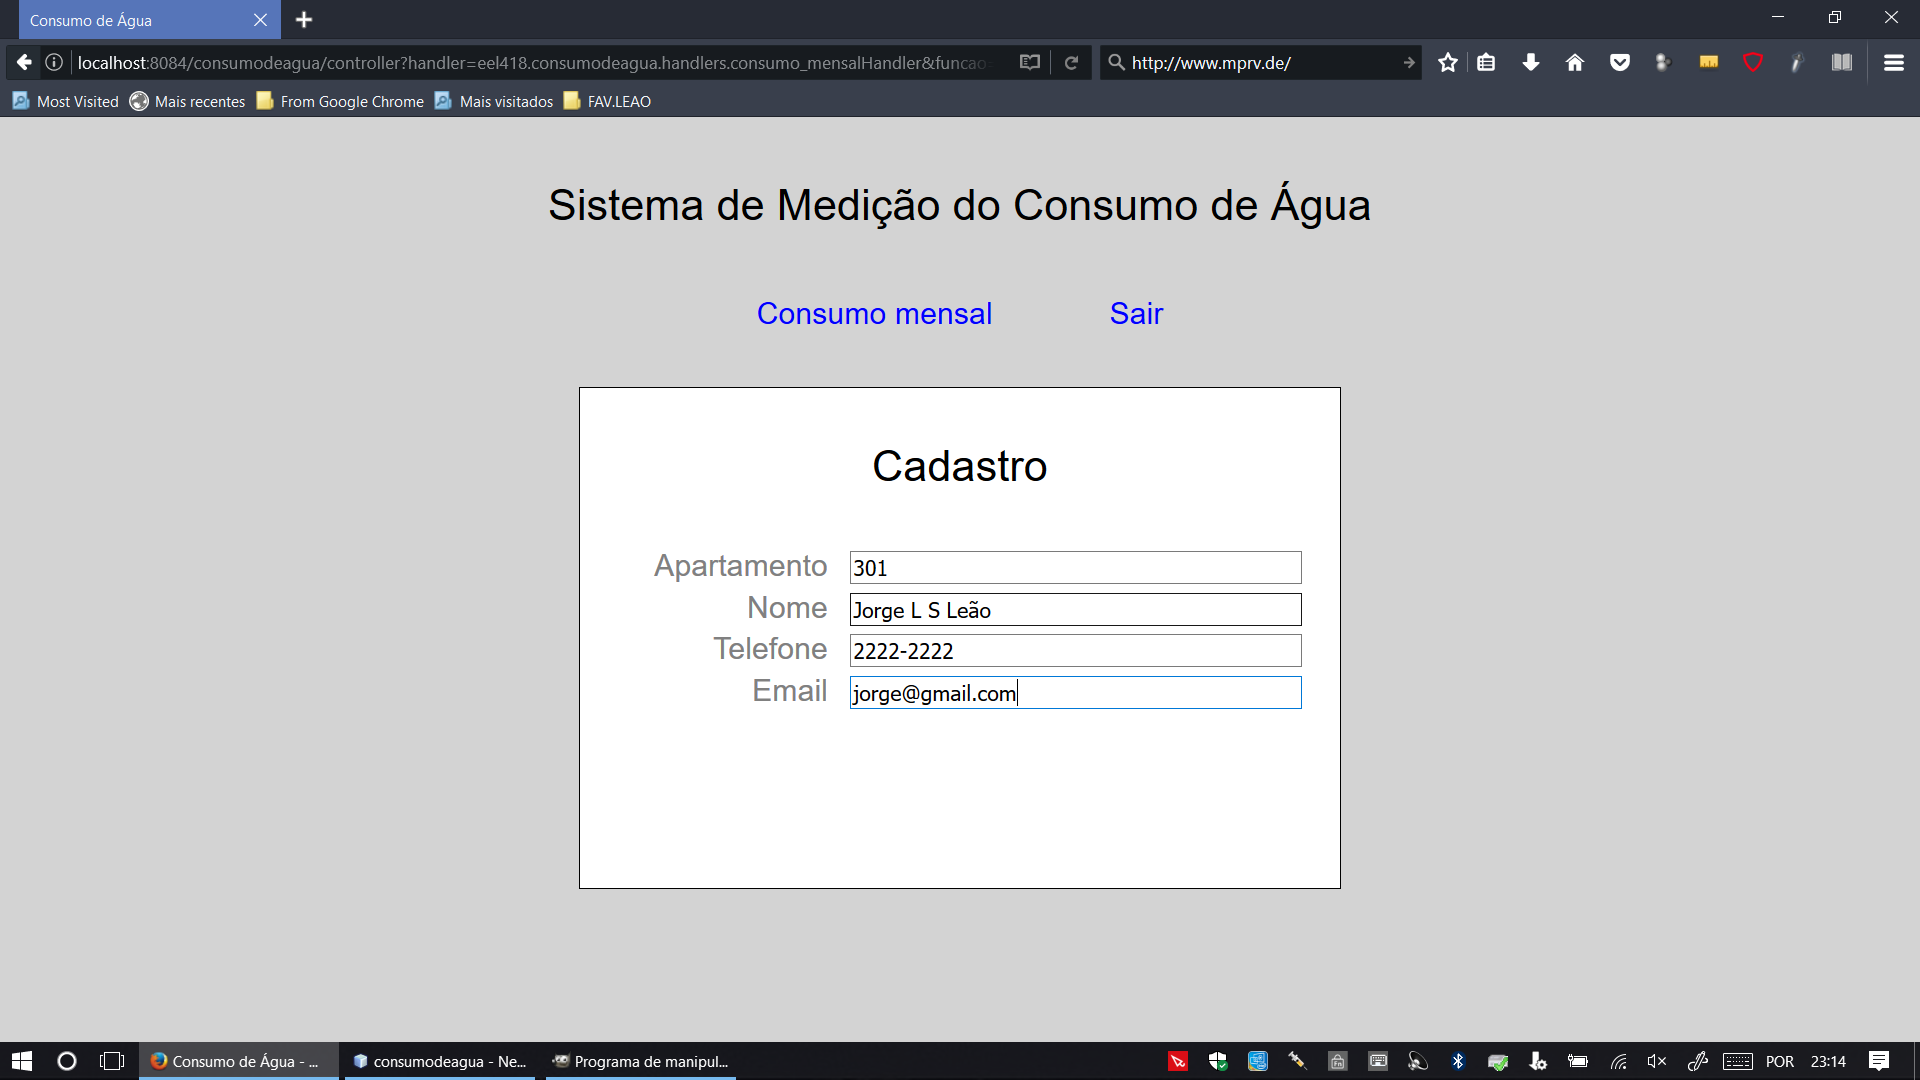 Consumo de Água
localhost:8084/consumodeagua/controller?handler=eel418.consumodeagua.handlers.consumo_mensalHandler&funcao
http://www.mprv.de/
Most Visited Mais recentes From Google Chrome Mais visitados FAV.LEAO
Sistema de Medição do Consumo de Água
Consumo mensal Sair
Cadastro
Apartamento 301
Nome Jorge L S Leão
Telefone 2222-2222
Email jorge@gmail.com
Consumo de Água - ... consumodeagua - Ne... Programa de manipul... POR 23:14